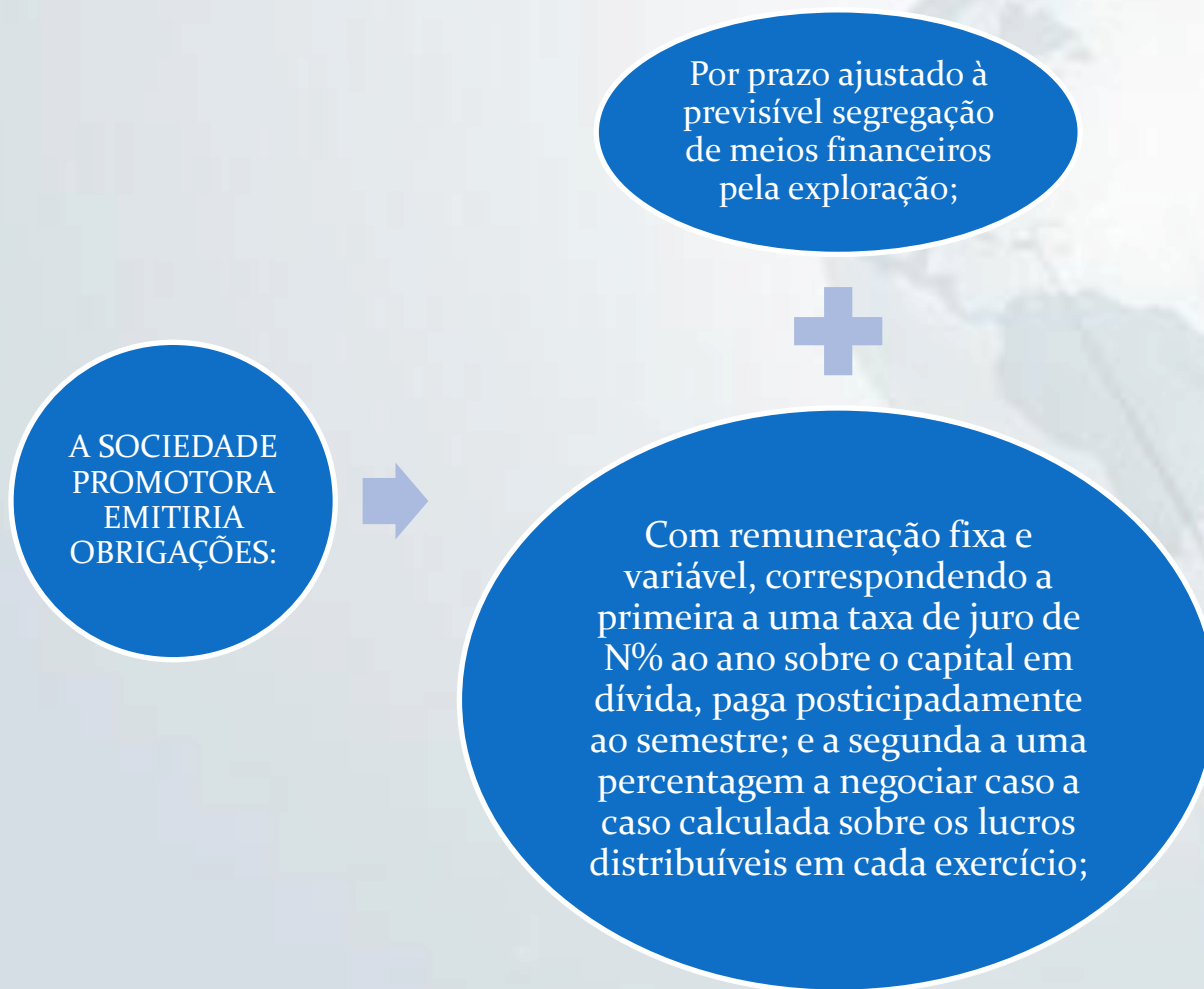 A SOCIEDADE
PROMOTORA
EMITIRIA
OBRIGAÇÕES:
Por prazo ajustado à
previsível segregação
de meios financeiros
pela exploração;
Com remuneração fixa e
variável, correspondendo a
primeira a uma taxa de juro de
N% ao ano sobre o capital em
dívida, paga posticipadamente
ao semestre; e a segunda a uma
percentagem a negociar caso a
caso calculada sobre os lucros
distribuíveis em cada exercício;